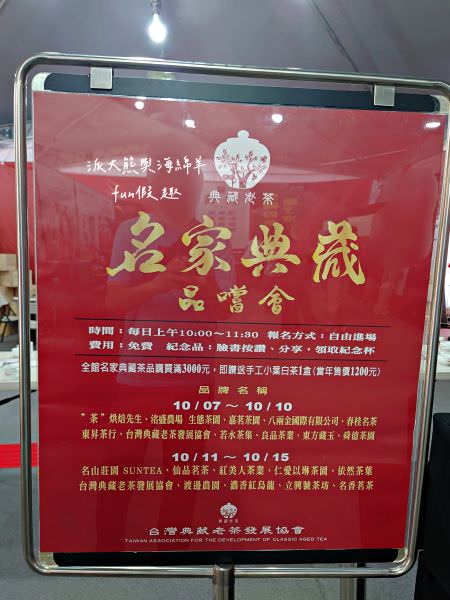 派大熊與海綿羊
fun假趣
典藏老茶
名家典藏
品嚐會
時間：每日上午10:00～11:30 報名方式：自由進場
費用：免費 紀念品：臉書按讚、分享，領取紀念杯
全館名家典藏茶品購買滿3000元，即贈送手工小葉白茶1盒(當年售價1200元)
品牌名稱
10/07 ～ 10/10
"茶"烘焙先生、洺盛農場 生態茶園、嘉茗茶園、八兩金國際有限公司、春桂名茶
東昇茶行、台灣典藏老茶發展協會、若水茶集、良品茶業、東方藏玉、舜億茶園
10/11 ～ 10/15
名山莊園 SUNTEA、仙品茗茶、紅美人茶業、仁愛以琳茶園、依然茶葉
台灣典藏老茶發展協會、渡邊農園、濃香紅烏龍、立興號茶坊、名香茗茶
典藏老茶
台灣典藏老茶發展協會
TAIWAN ASSOCIATION FOR THE DEVELOPMENT OF CLASSIC AGED TEA